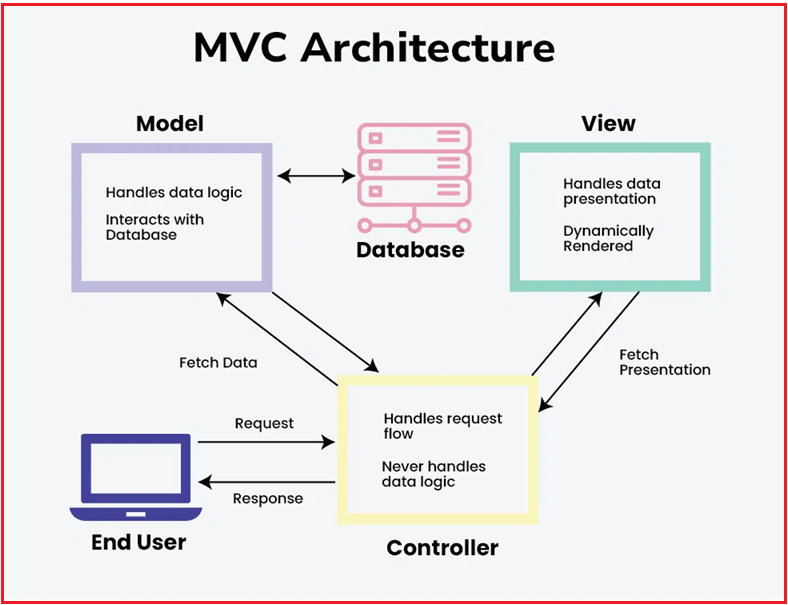 MVC Architecture
Model
Handles data logic
Interacts with
Database
Database
View
Handles data
presentation
Dynamically
Rendered
Fetch Data
Fetch
Presentation
Request
Response
End User
Handles request
flow
Never handles
data logic
Controller